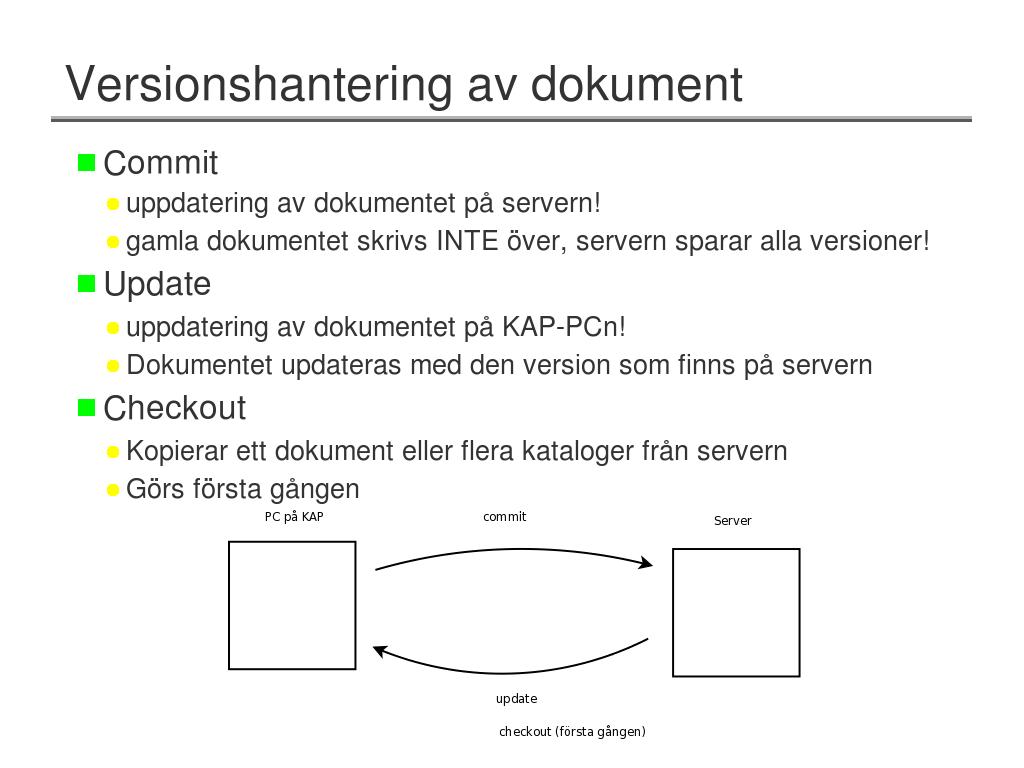 Versionshantering av dokument
Commit
uppdatering av dokumentet på servern!
gamla dokumentet skrivs INTE över, servern sparar alla versioner!
Update
uppdatering av dokumentet på KAP-PCn!
Dokumentet updateras med den version som finns på servern
Checkout
Kopierar ett dokument eller flera kataloger från servern
Görs första gången
PC på KAP
commit
Server
update
checkout (första gången)